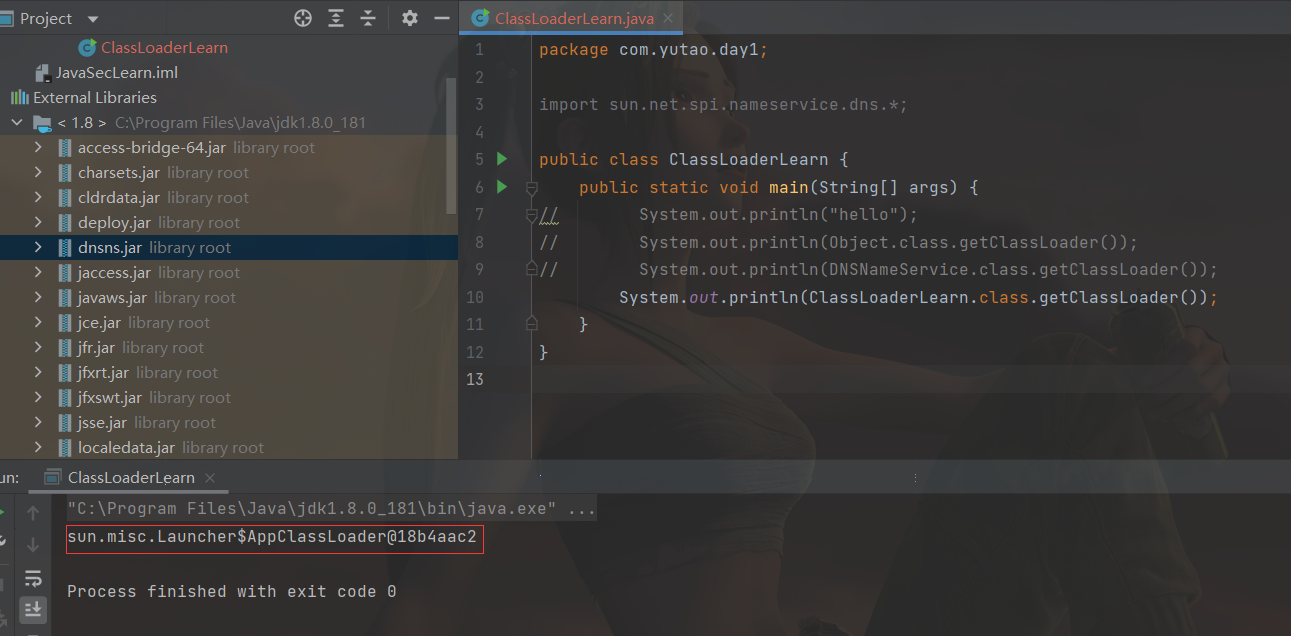 Project
ClassLoaderLearn
JavaSecLearn.iml
External Libraries
< 1.8 > C:\Program Files\Java\jdk1.8.0_181
access-bridge-64.jar library root
charsets.jar library root
cldrdata.jar library root
deploy.jar library root
dnsns.jar library root
jaccess.jar library root
javaws.jar library root
jce.jar library root
jfr.jar library root
jfxrt.jar library root
jfxswt.jar library root
jsse.jar library root
localedata.jar library root
ClassLoaderLearn.java
1 package com.yutao.day1;
2
3 import sun.net.spi.nameservice.dns.*;
4
5 public class ClassLoaderLearn {
6 public static void main(String[] args) {
7 // System.out.println("hello");
8 // System.out.println(Object.class.getClassLoader());
9 // System.out.println(DNSNameService.class.getClassLoader());
10 System.out.println(ClassLoaderLearn.class.getClassLoader());
11 }
12 }
13
un: ClassLoaderLearn
"C:\Program Files\Java\jdk1.8.0_181\bin\java.exe" ...
sun.misc.Launcher$AppClassLoader@18b4aac2
Process finished with exit code 0